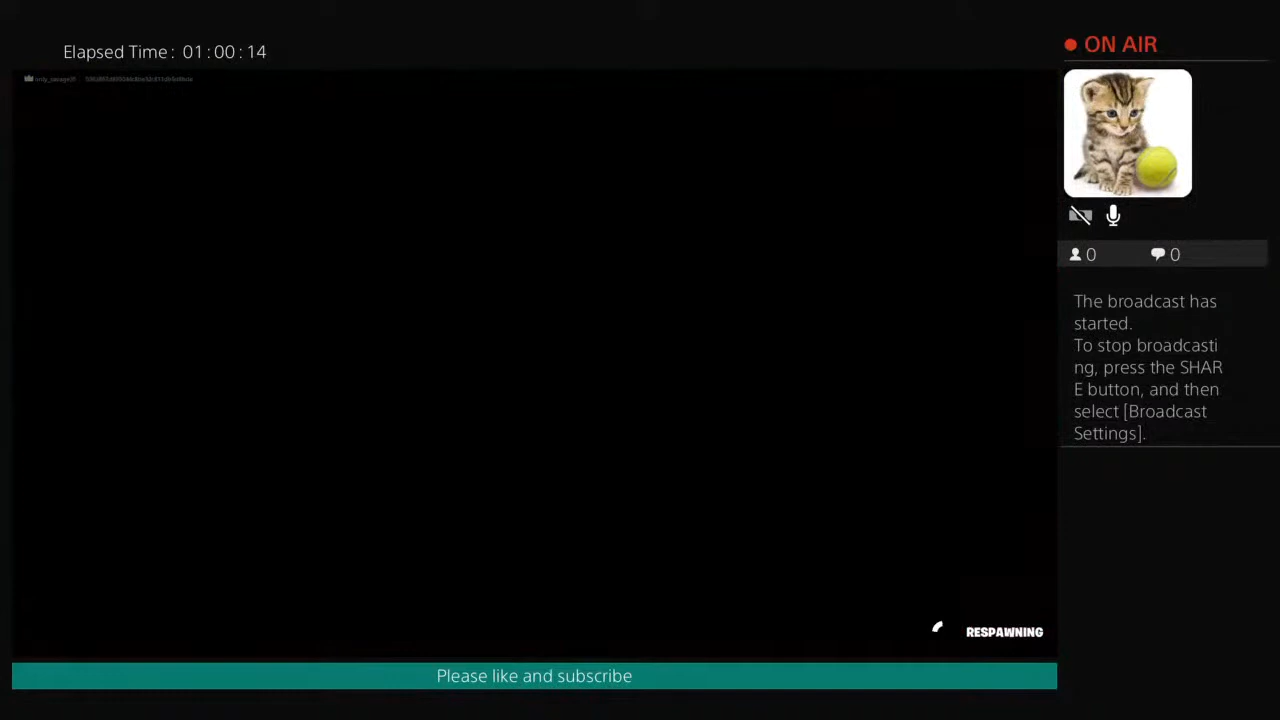 Elapsed Time: 01:00:14
ON AIR
0
0
The broadcast has
started.
To stop broadcasti
ng, press the SHAR
E button, and then
select [Broadcast
Settings].
RESPAWNING
Please like and subscribe